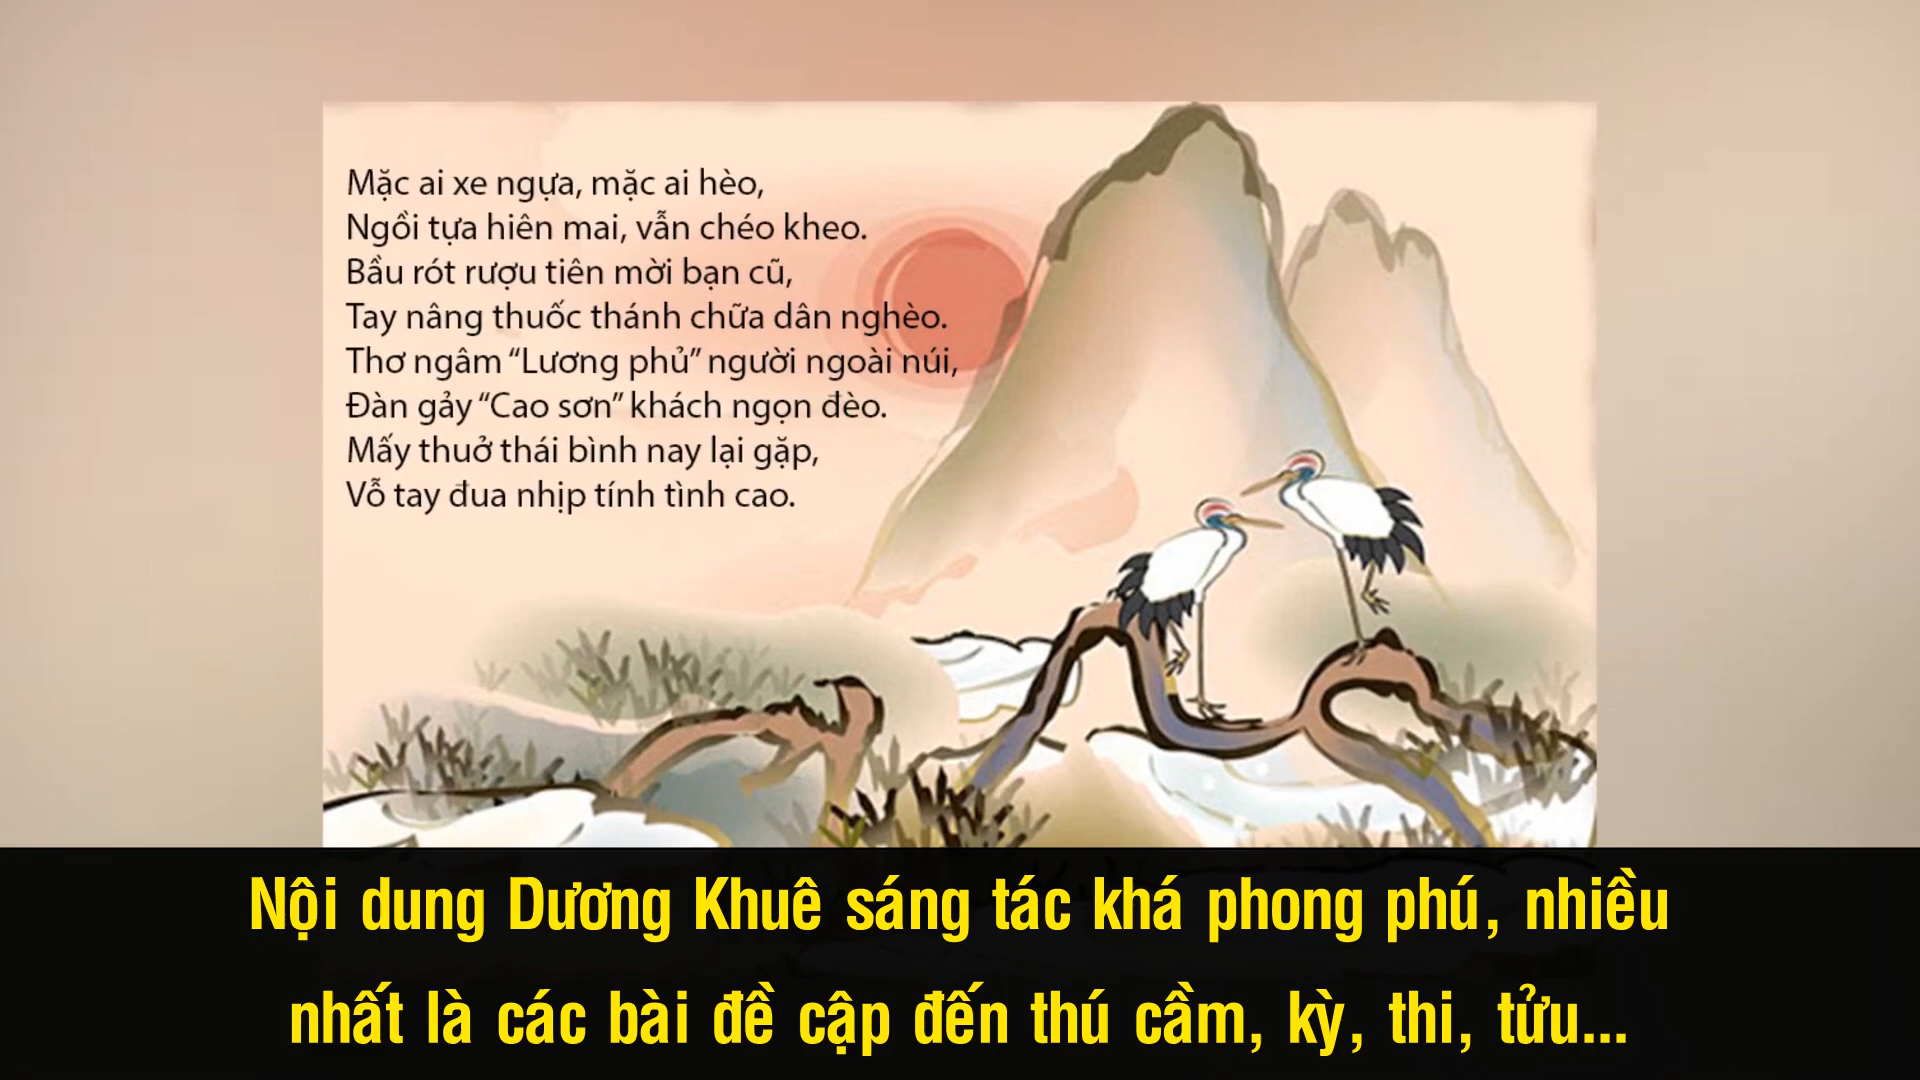 Mặc ai xe ngựa, mặc ai hèo,
Ngồi tựa hiên mai, vẫn chéo kheo.
Bầu rót rượu tiên mời bạn cũ,
Tay nâng thuốc thánh chữa dân nghèo.
Thơ ngâm “Lương phủ” người ngoài núi,
Đàn gảy “Cao sơn” khách ngọn đèo.
Mấy thuở thái bình nay lại gặp,
Vỗ tay đua nhịp tính tình cao.
Nội dung Dương Khuê sáng tác khá phong phú, nhiều
nhất là các bài đề cập đến thú cầm, kỳ, thi, tửu...